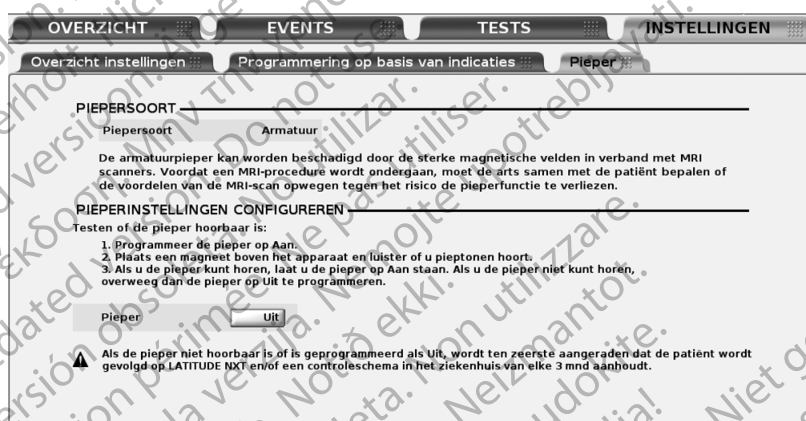 OVERZICHT EVENTS TESTS INSTELLINGEN
Overzicht instellingen Programmering op basis van indicaties Pieper
PIEPERSOORT
Piepersoort Armatuur
De armatuurpieper kan worden beschadigd door de sterke magnetische velden in verband met MRI
scanners. Voordat een MRI-procedure wordt ondergaan, moet de arts samen met de patiënt bepalen of
de voordelen van de MRI-scan opwegen tegen het risico de pieperfunctie te verliezen.
PIEPERINSTELLINGEN CONFIGUREREN
Testen of de pieper hoorbaar is:
1. Programmeer de pieper op Aan.
2. Plaats een magneet boven het apparaat en luister of u pieptonen hoort.
3. Als u de pieper kunt horen, laat u de pieper op Aan staan. Als u de pieper niet kunt horen,
overweeg dan de pieper op Uit te programmeren.
Pieper Uit
Als de pieper niet hoorbaar is of is geprogrammeerd als Uit, wordt ten zeerste aangeraden dat de patiënt wordt
gevolgd op LATITUDE NXT en/of een controleschema in het ziekenhuis van elke 3 mnd aanhoudt.